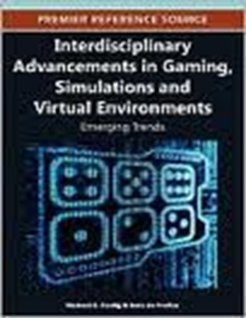 PREMIER REFERENCE SOURCE
Interdisciplinary
Advancements in Gaming,
Simulations and
Virtual Environments
Emerging Trends